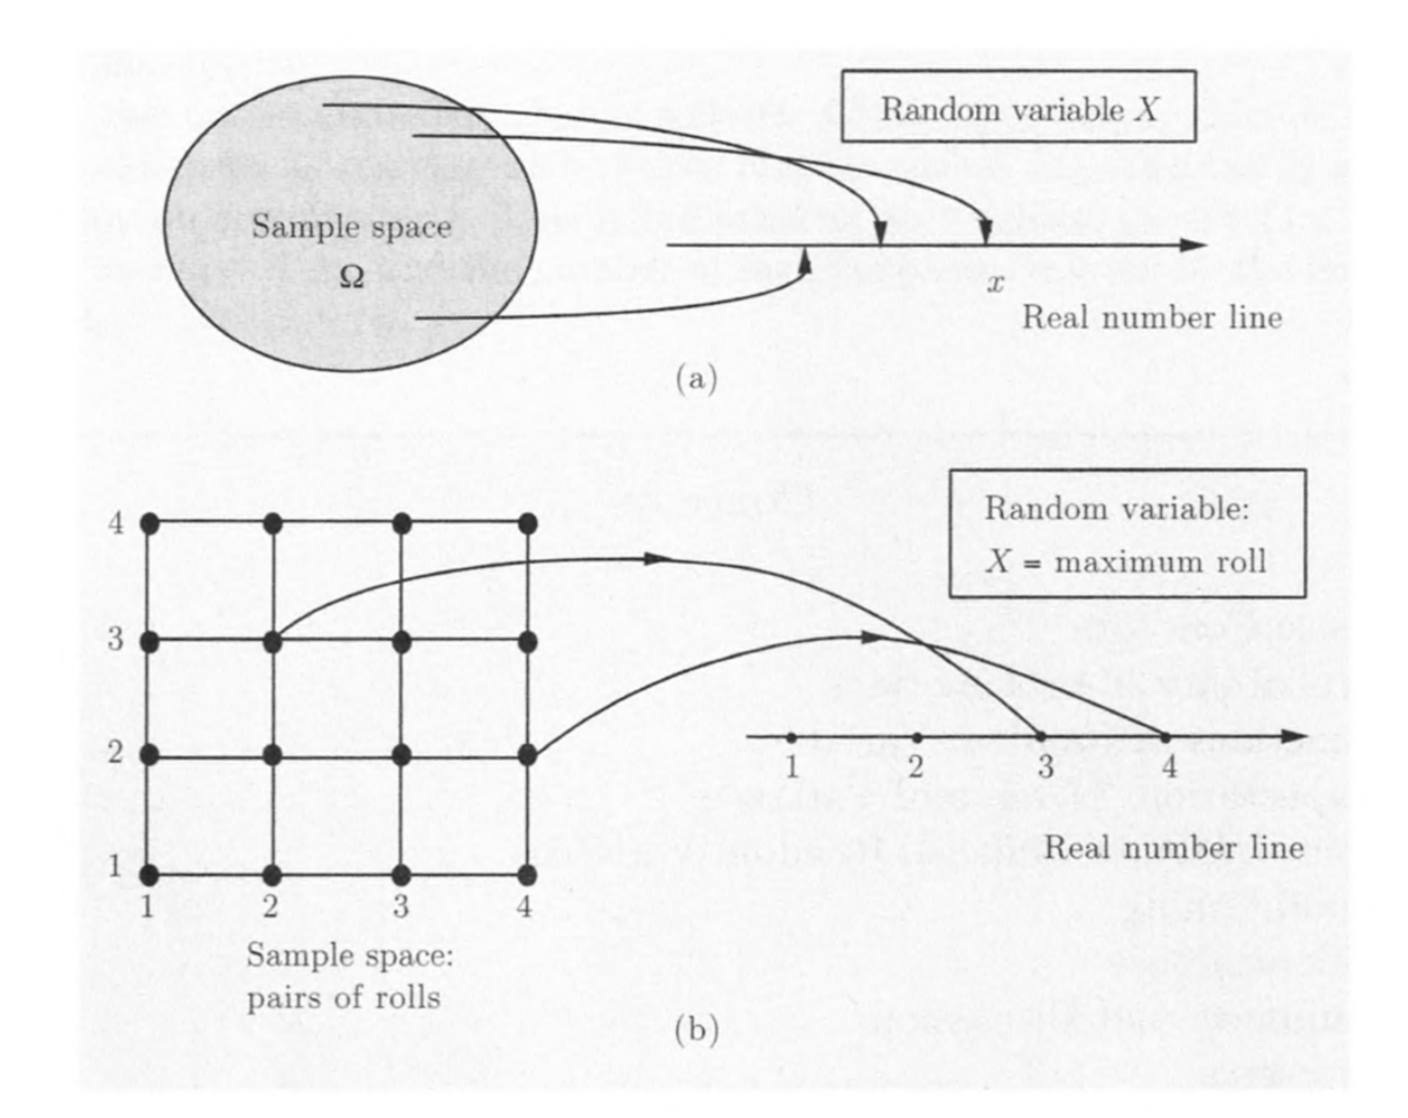 Random variable X
Sample space
Ω
x
Real number line
(a)
Random variable:
X = maximum roll
4
3
2
1
1 2 3 4
1 2 3 4
Real number line
Sample space:
pairs of rolls
(b)